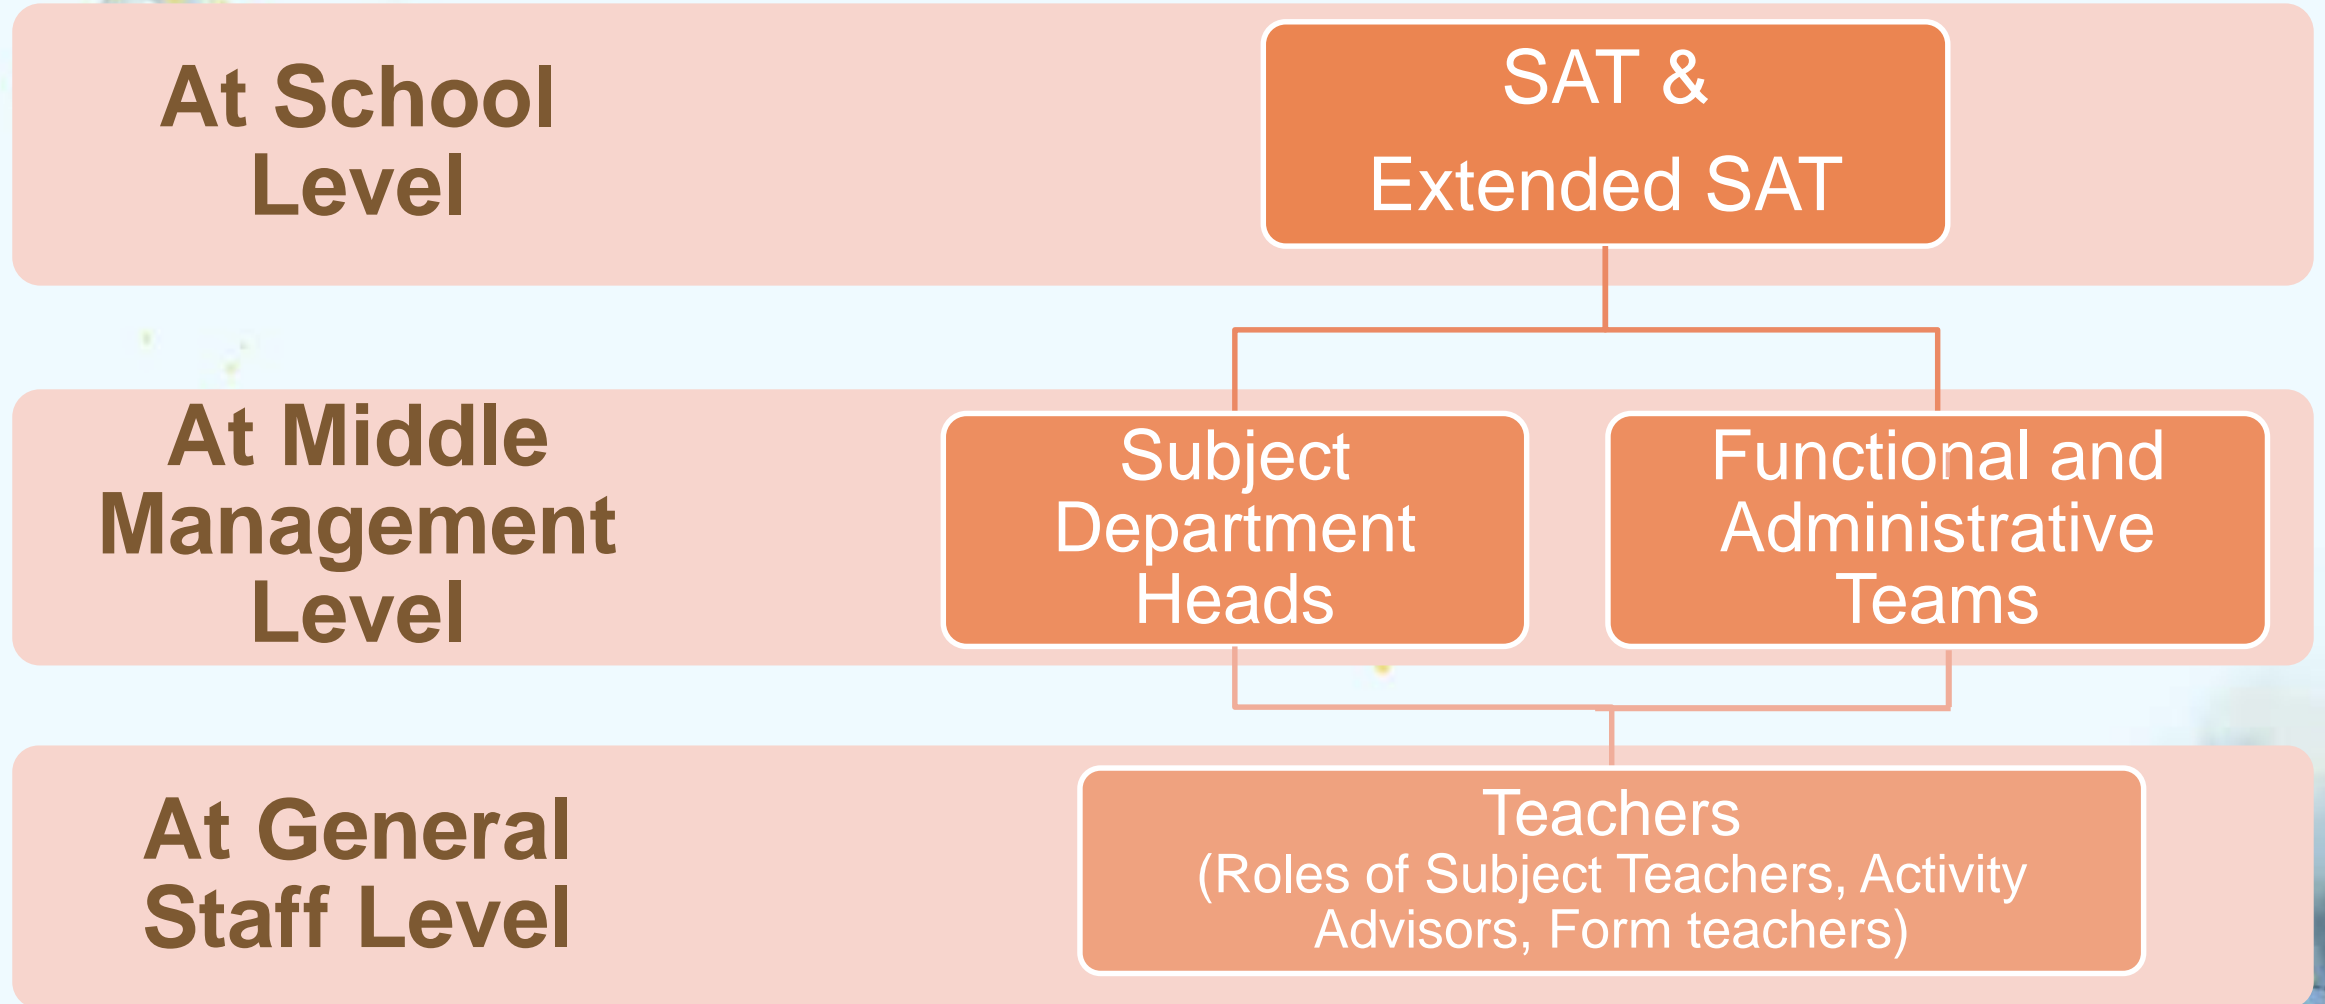 At School
Level
SAT &
Extended SAT
At Middle
Management
Level
Subject
Department
Heads
Functional and
Administrative
Teams
At General
Staff Level
Teachers
(Roles of Subject Teachers, Activity
Advisors, Form teachers)